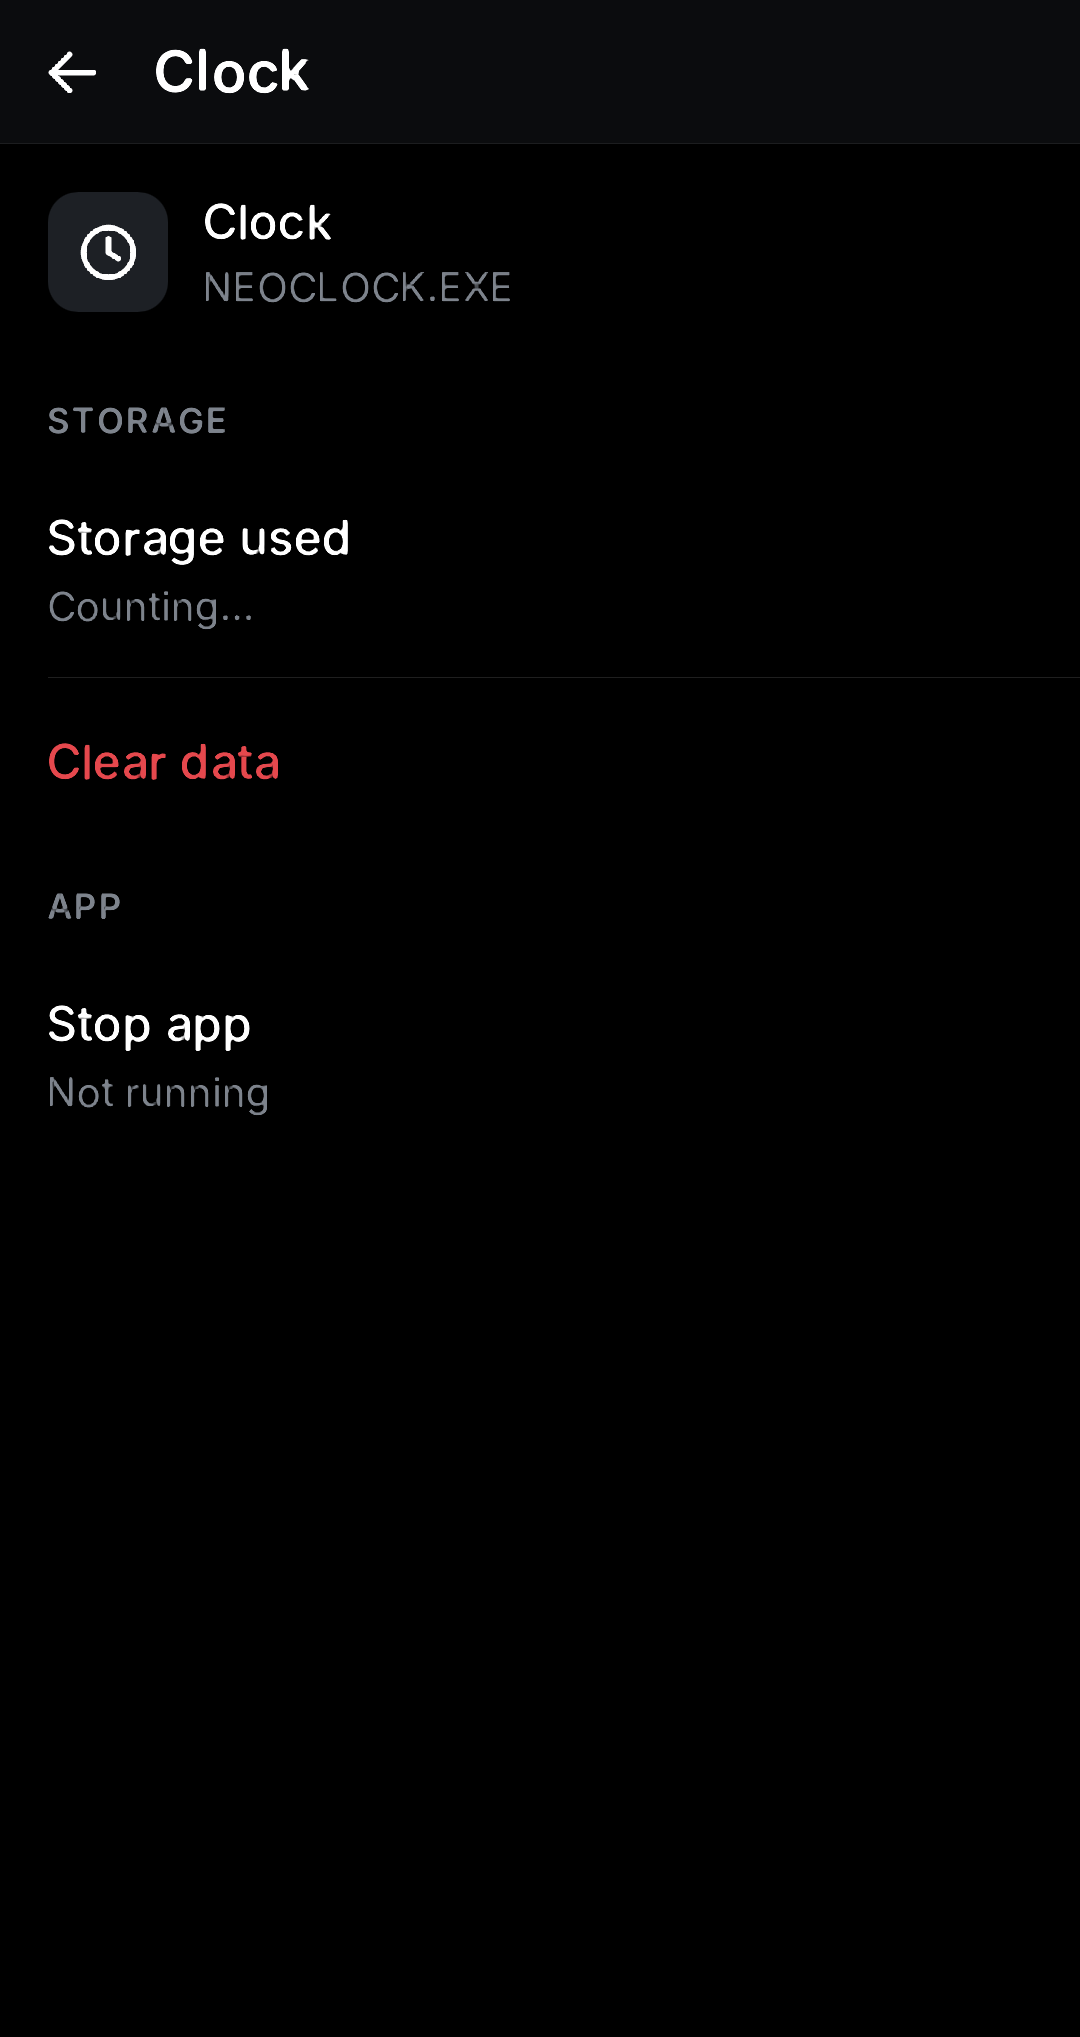 Clock
Clock
NEOCLOCK.EXE
STORAGE
Storage used
Counting...
Clear data
APP
Stop app
Not running